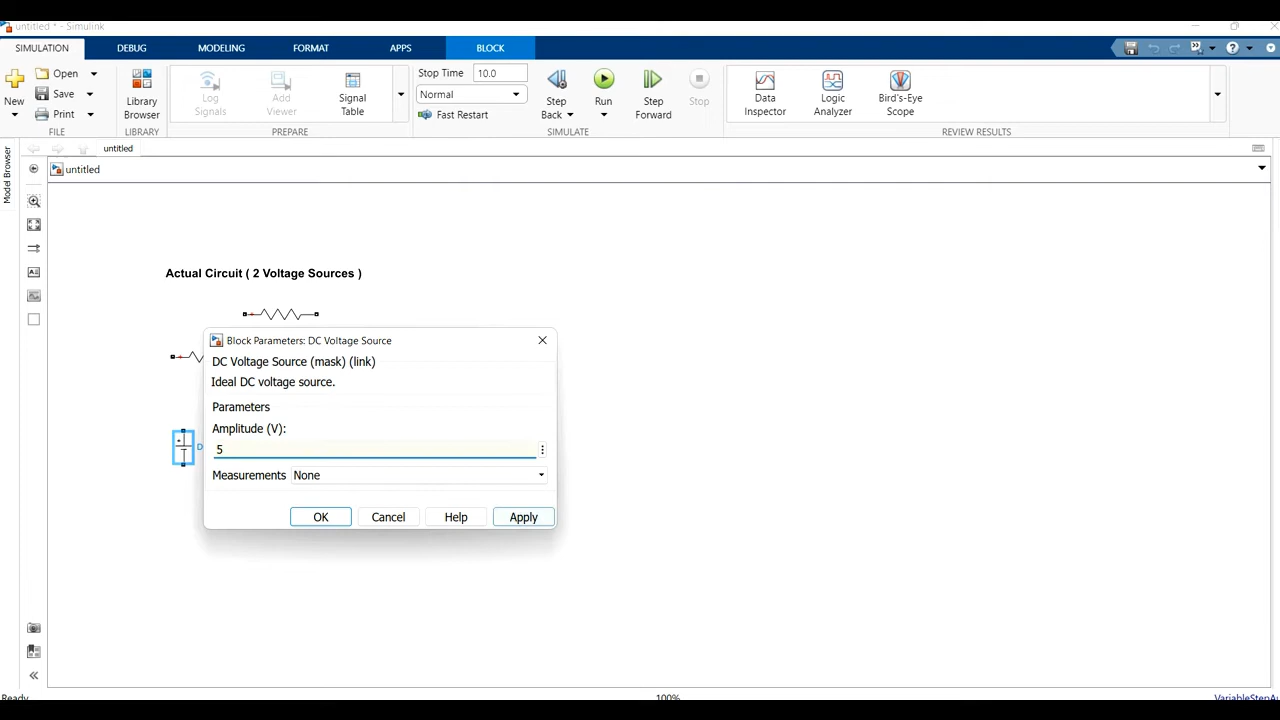 untitled * - Simulink
SIMULATION DEBUG MODELING FORMAT APPS BLOCK
New
Open
Save
Print
FILE
Library Browser
LIBRARY
Log Signals
Add Viewer
Signal Table
PREPARE
Stop Time 10.0
Normal
Fast Restart
Step Back
Run
Step Forward
Stop
SIMULATE
Data Inspector
Logic Analyzer
Bird's-Eye Scope
REVIEW RESULTS
Model Browser
untitled
untitled
Actual Circuit ( 2 Voltage Sources )
D
Block Parameters: DC Voltage Source
DC Voltage Source (mask) (link)
Ideal DC voltage source.
Parameters
Amplitude (V):
5
Measurements None
OK Cancel Help Apply
Ready 100%